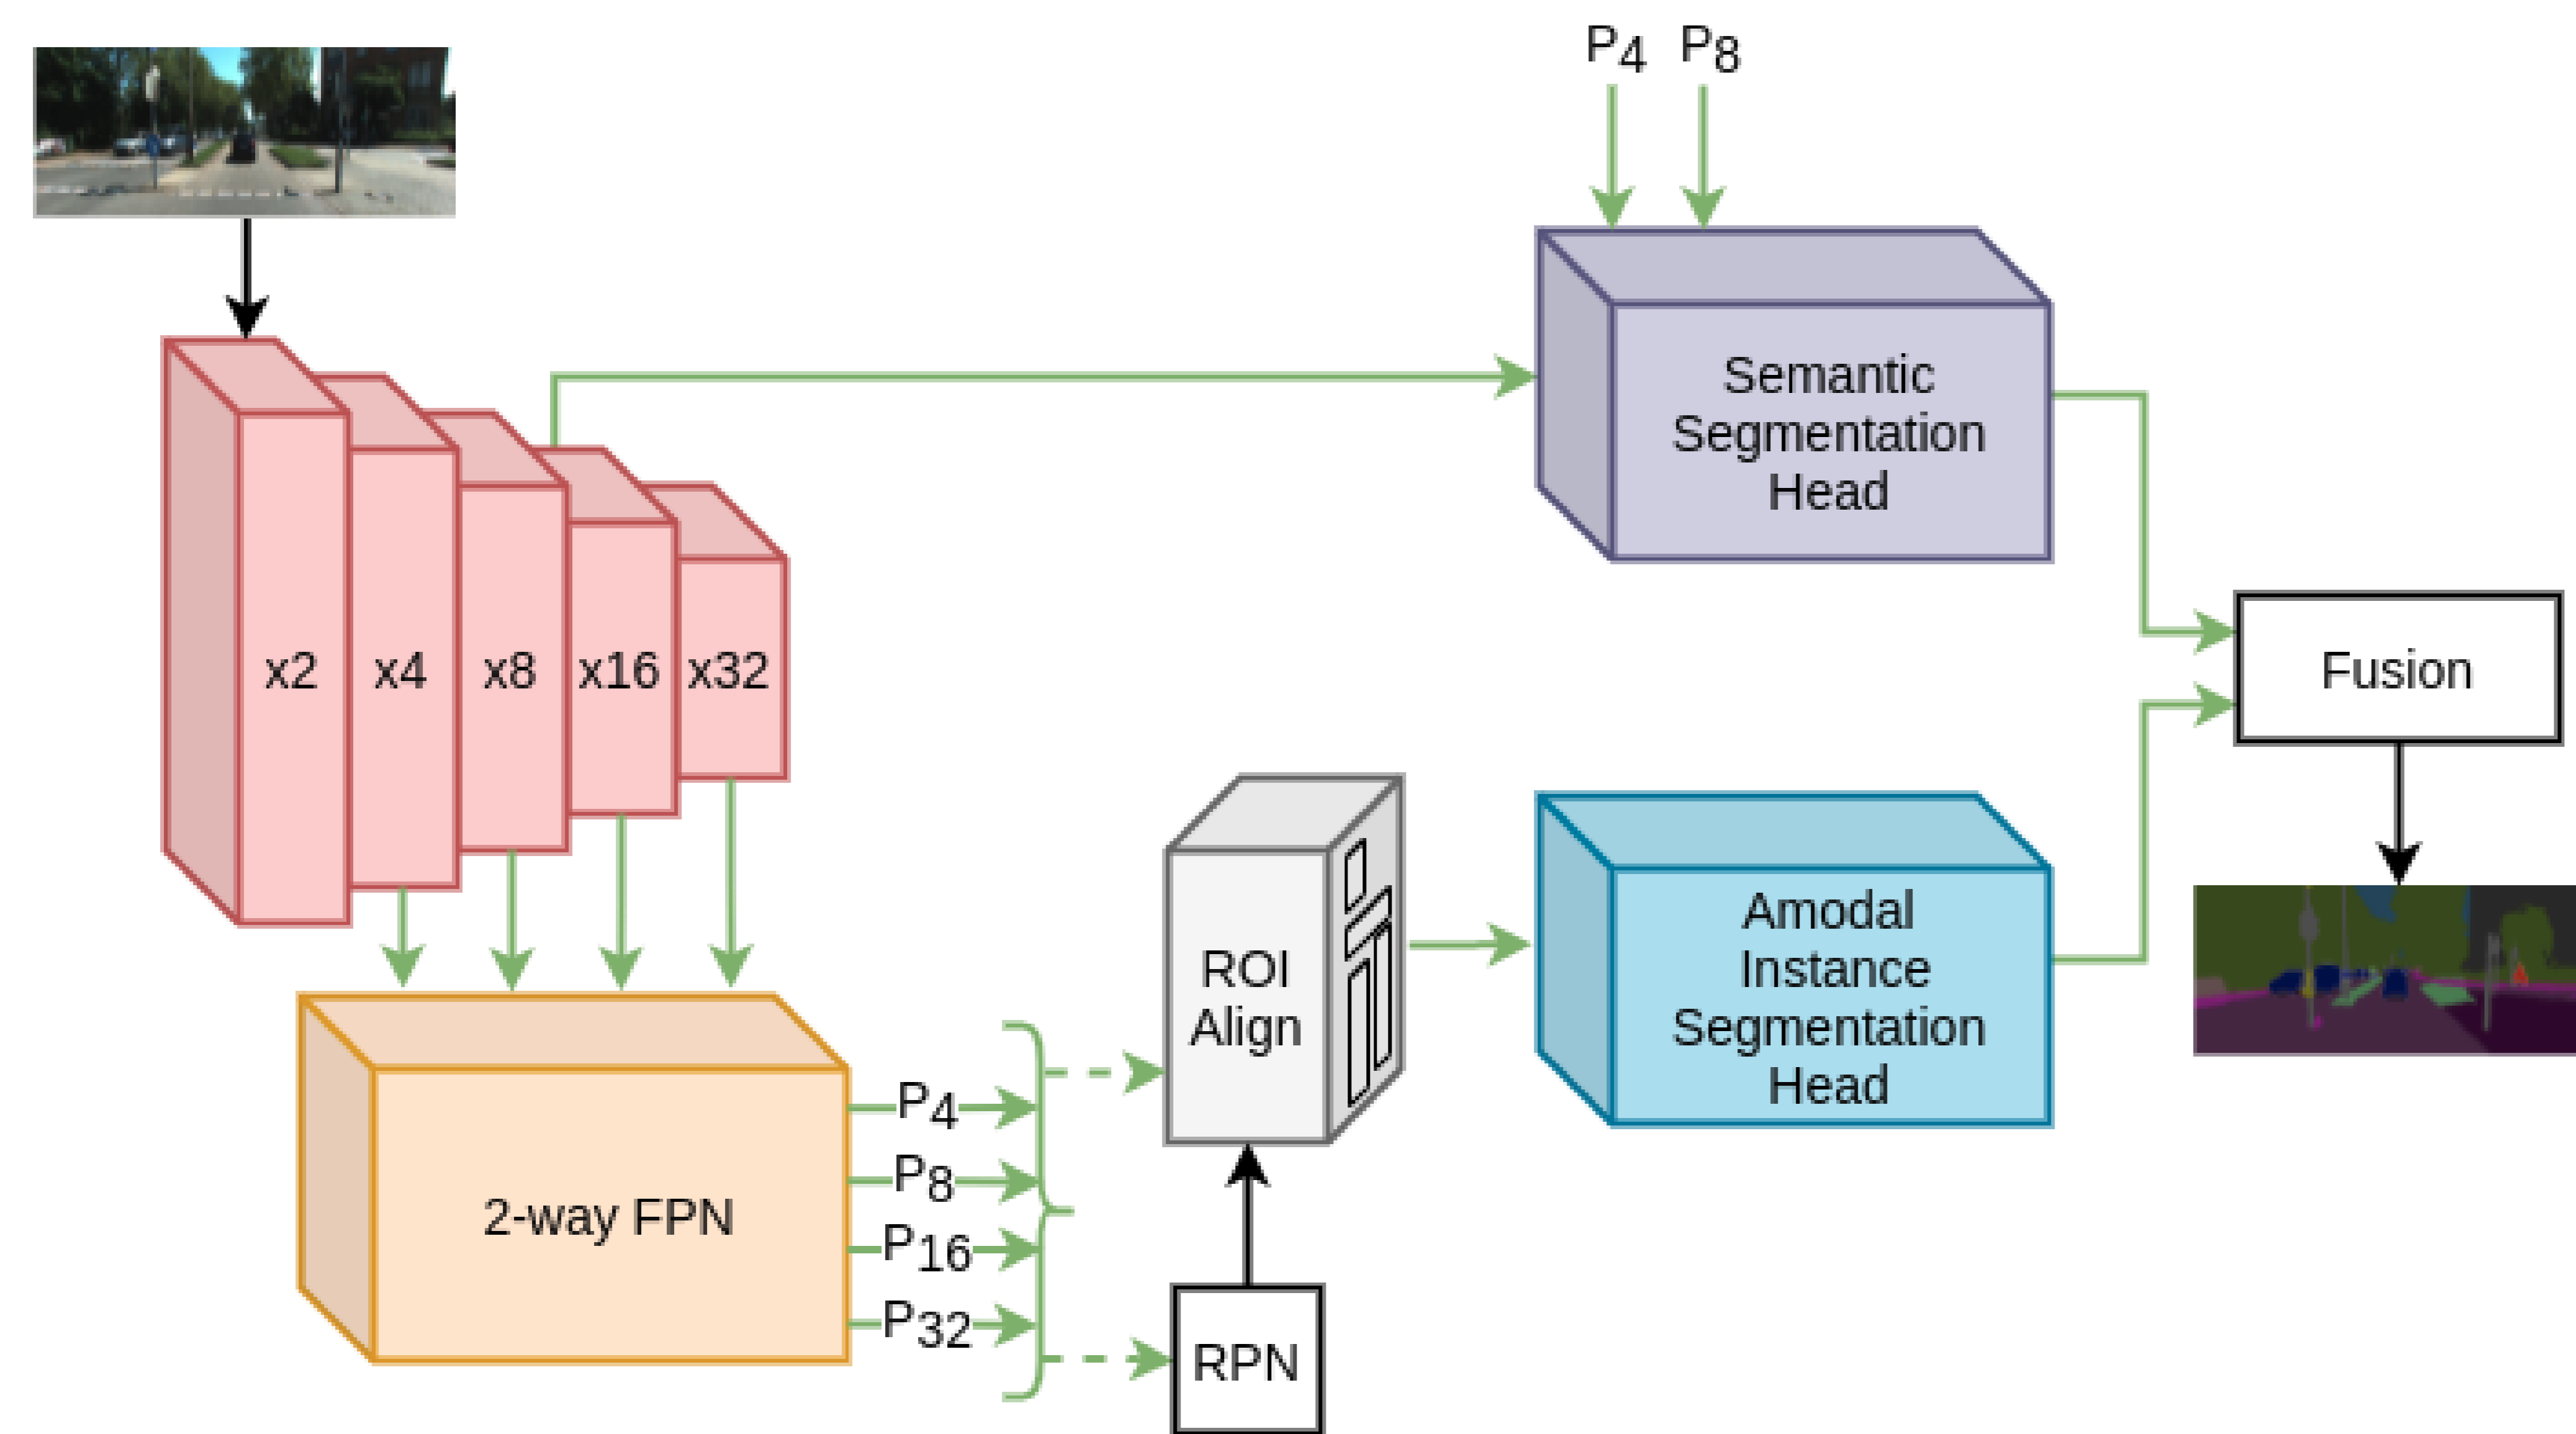 P4 P8
Semantic
Segmentation
Head
x2 x4 x8 x16 x32
Fusion
ROI
Align
Amodal
Instance
Segmentation
Head
2-way FPN
P4
P8
P16
P32
RPN